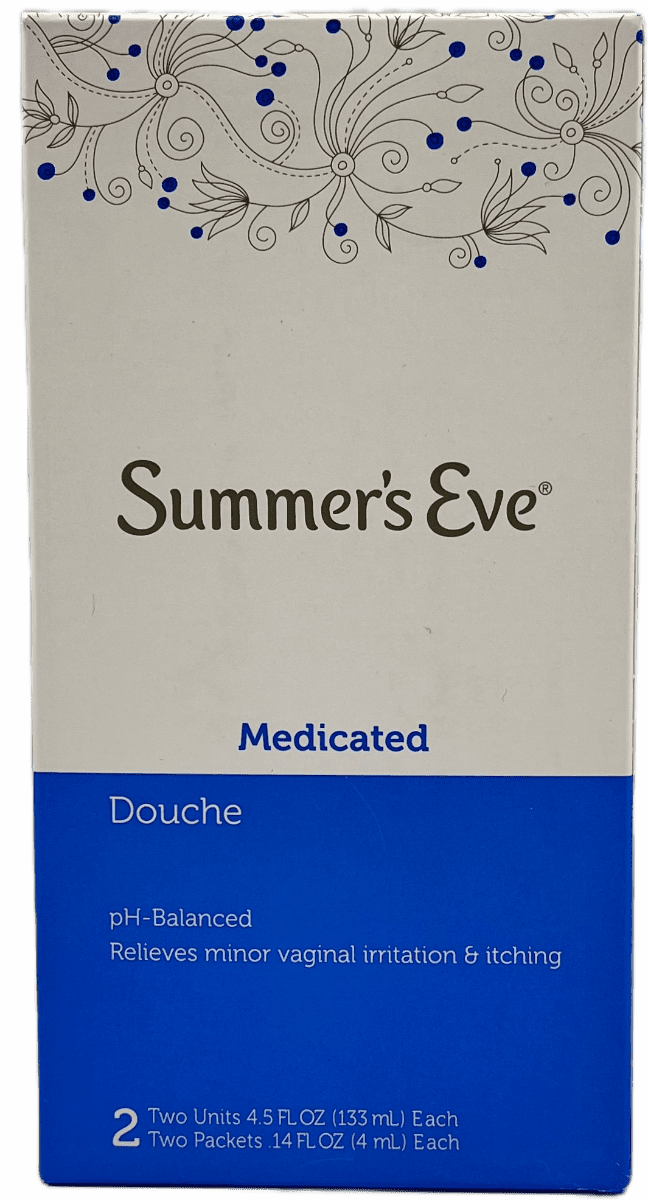 Summer's Eve®
Medicated
Douche
pH-Balanced
Relieves minor vaginal irritation & itching
2 Two Units 4.5 FL OZ (133 mL) Each
Two Packets .14 FL OZ (4 mL) Each